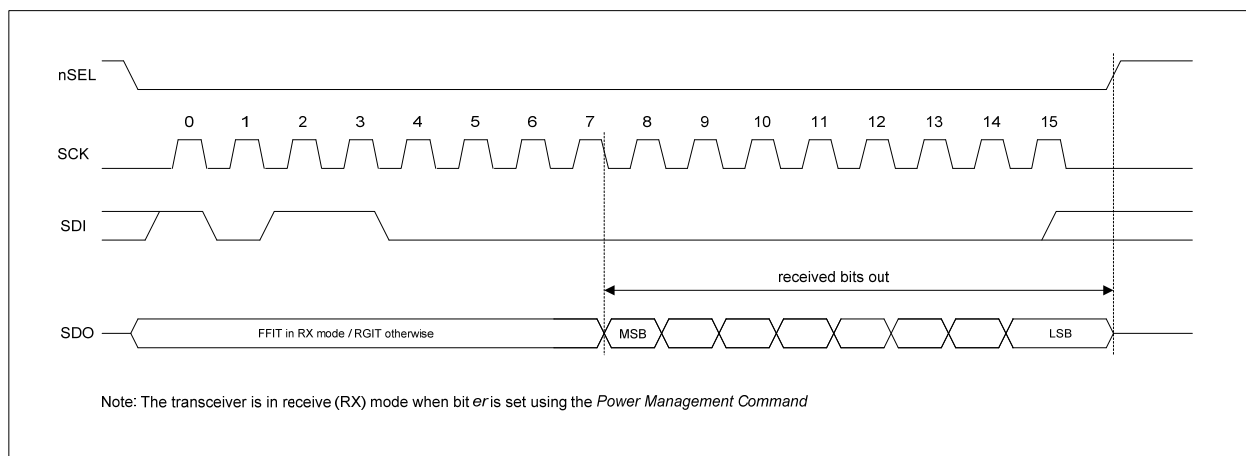 nSEL
0 1 2 3 4 5 6 7 8 9 10 11 12 13 14 15
SCK
SDI
received bits out
SDO FFIT in RX mode / RGIT otherwise MSB LSB
Note: The transceiver is in receive (RX) mode when bit er is set using the Power Management Command